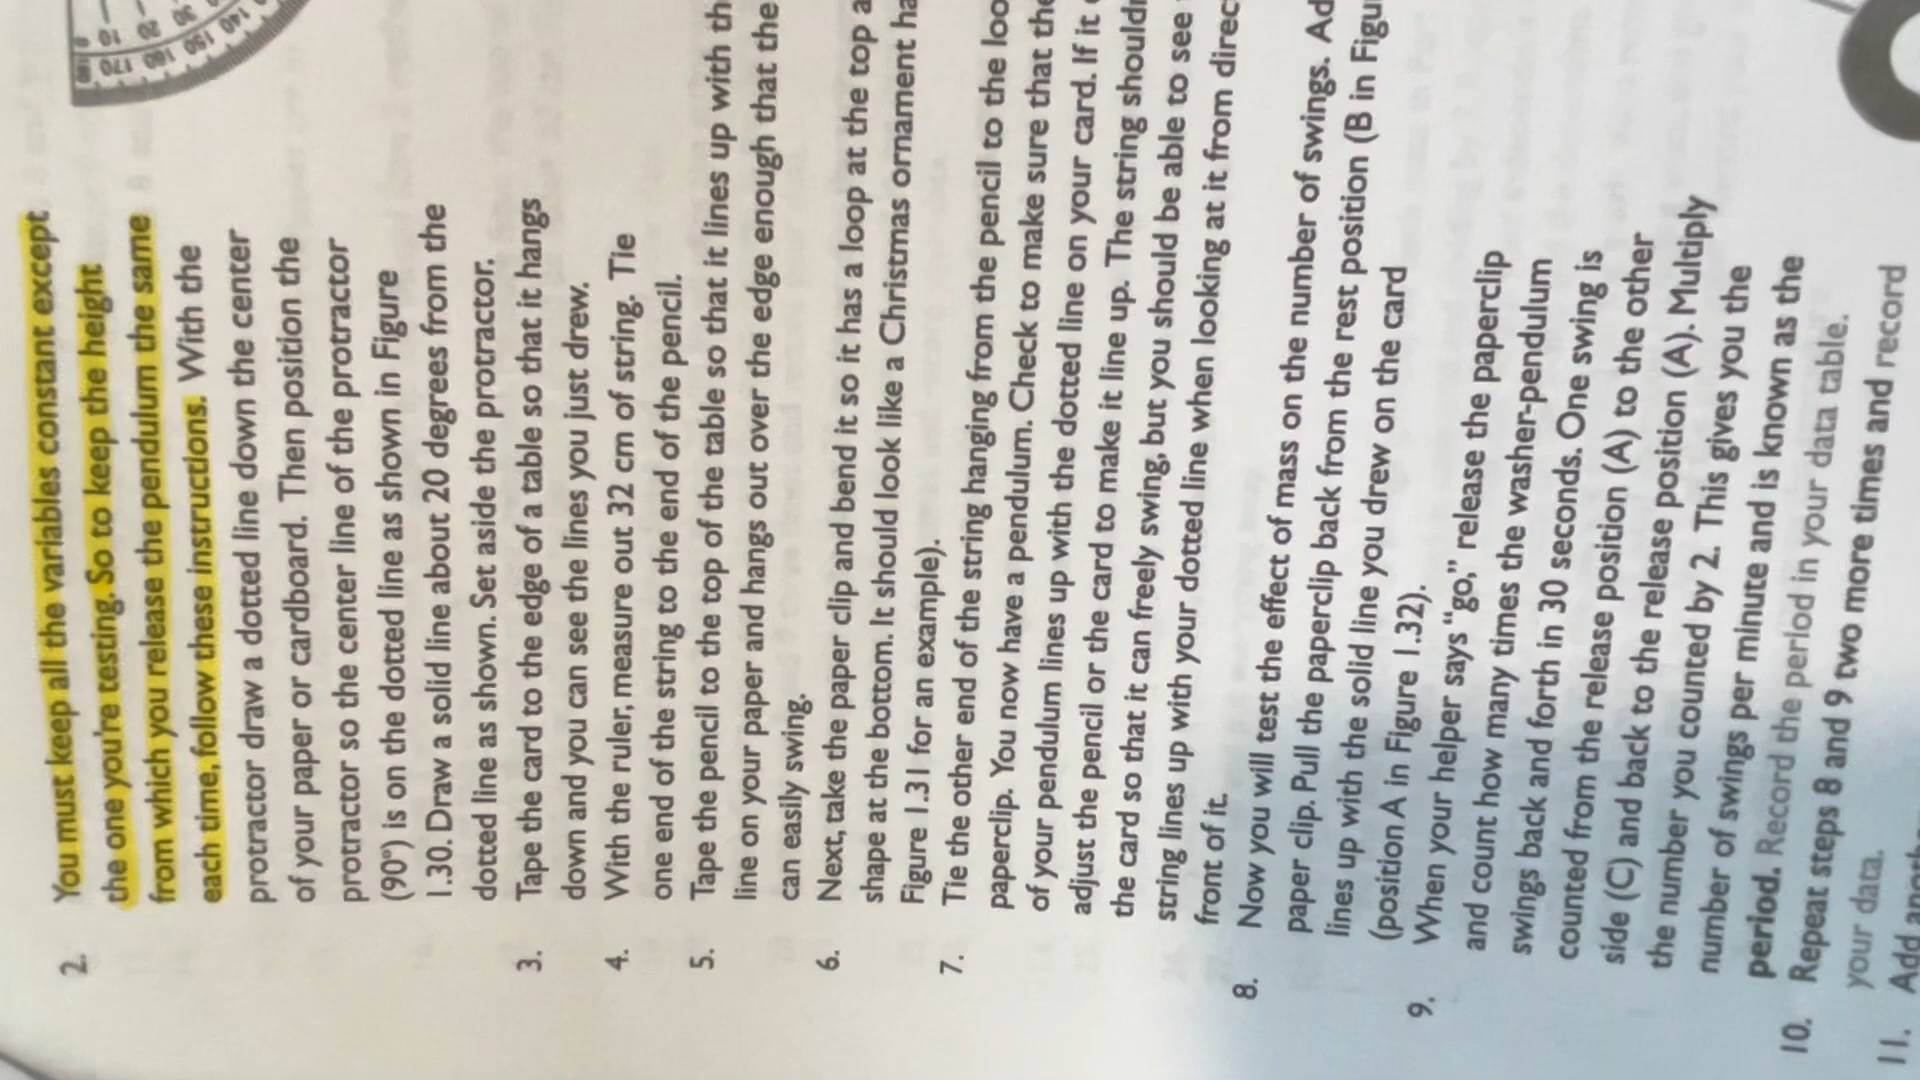 2. You must keep all the variables constant except
the one you're testing. So to keep the height
from which you release the pendulum the same
each time, follow these instructions. With the
protractor draw a dotted line down the center
of your paper or cardboard. Then position the
protractor so the center line of the protractor
(90°) is on the dotted line as shown in Figure
1.30. Draw a solid line about 20 degrees from the
dotted line as shown. Set aside the protractor.
3. Tape the card to the edge of a table so that it hangs
down and you can see the lines you just drew.
4. With the ruler, measure out 32 cm of string. Tie
one end of the string to the end of the pencil.
5. Tape the pencil to the top of the table so that it lines up with th
line on your paper and hangs out over the edge enough that the
can easily swing.
6. Next, take the paper clip and bend it so it has a loop at the top a
shape at the bottom. It should look like a Christmas ornament ha
Figure 1.31 for an example).
7. Tie the other end of the string hanging from the pencil to the loo
paperclip. You now have a pendulum. Check to make sure that the
of your pendulum lines up with the dotted line on your card. If it
adjust the pencil or the card to make it line up. The string should
the card so that it can freely swing, but you should be able to see
string lines up with your dotted line when looking at it from direc
front of it.
8. Now you will test the effect of mass on the number of swings. Ad
paper clip. Pull the paperclip back from the rest position (B in Figu
lines up with the solid line you drew on the card
(position A in Figure 1.32).
9. When your helper says "go," release the paperclip
and count how many times the washer-pendulum
swings back and forth in 30 seconds. One swing is
counted from the release position (A) to the other
side (C) and back to the release position (A). Multiply
the number you counted by 2. This gives you the
number of swings per minute and is known as the
period. Record the period in your data table.
10. Repeat steps 8 and 9 two more times and record
your data.
11. Add anoth
0 10 20 30
180 170 160 150 140